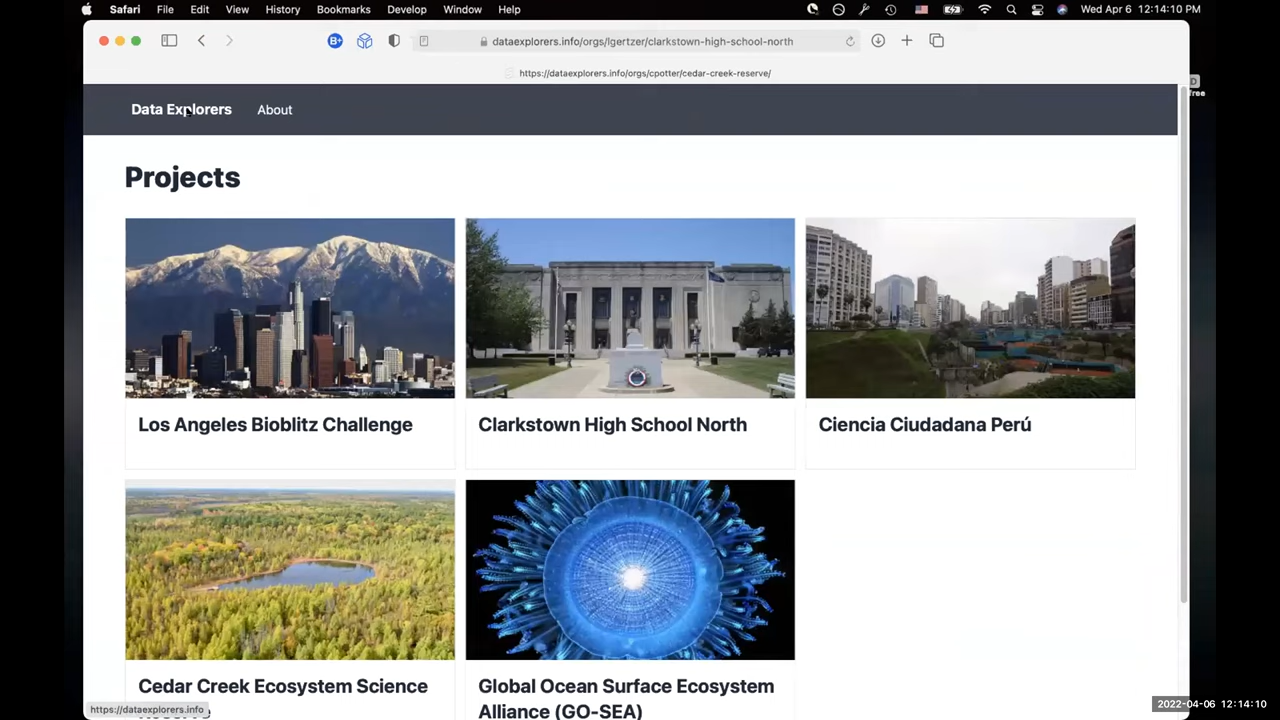 Safari File Edit View History Bookmarks Develop Window Help Wed Apr 6 12:14:10 PM
dataexplorers.info/orgs/lgertzer/clarkstown-high-school-north
https://dataexplorers.info/orgs/cpotter/cedar-creek-reserve/
D
free
Data Explorers About
Projects
Los Angeles Bioblitz Challenge
Clarkstown High School North
Ciencia Ciudadana Perú
Cedar Creek Ecosystem Science
Reserve
Global Ocean Surface Ecosystem
Alliance (GO-SEA)
https://dataexplorers.info
2022-04-06 12:14:10